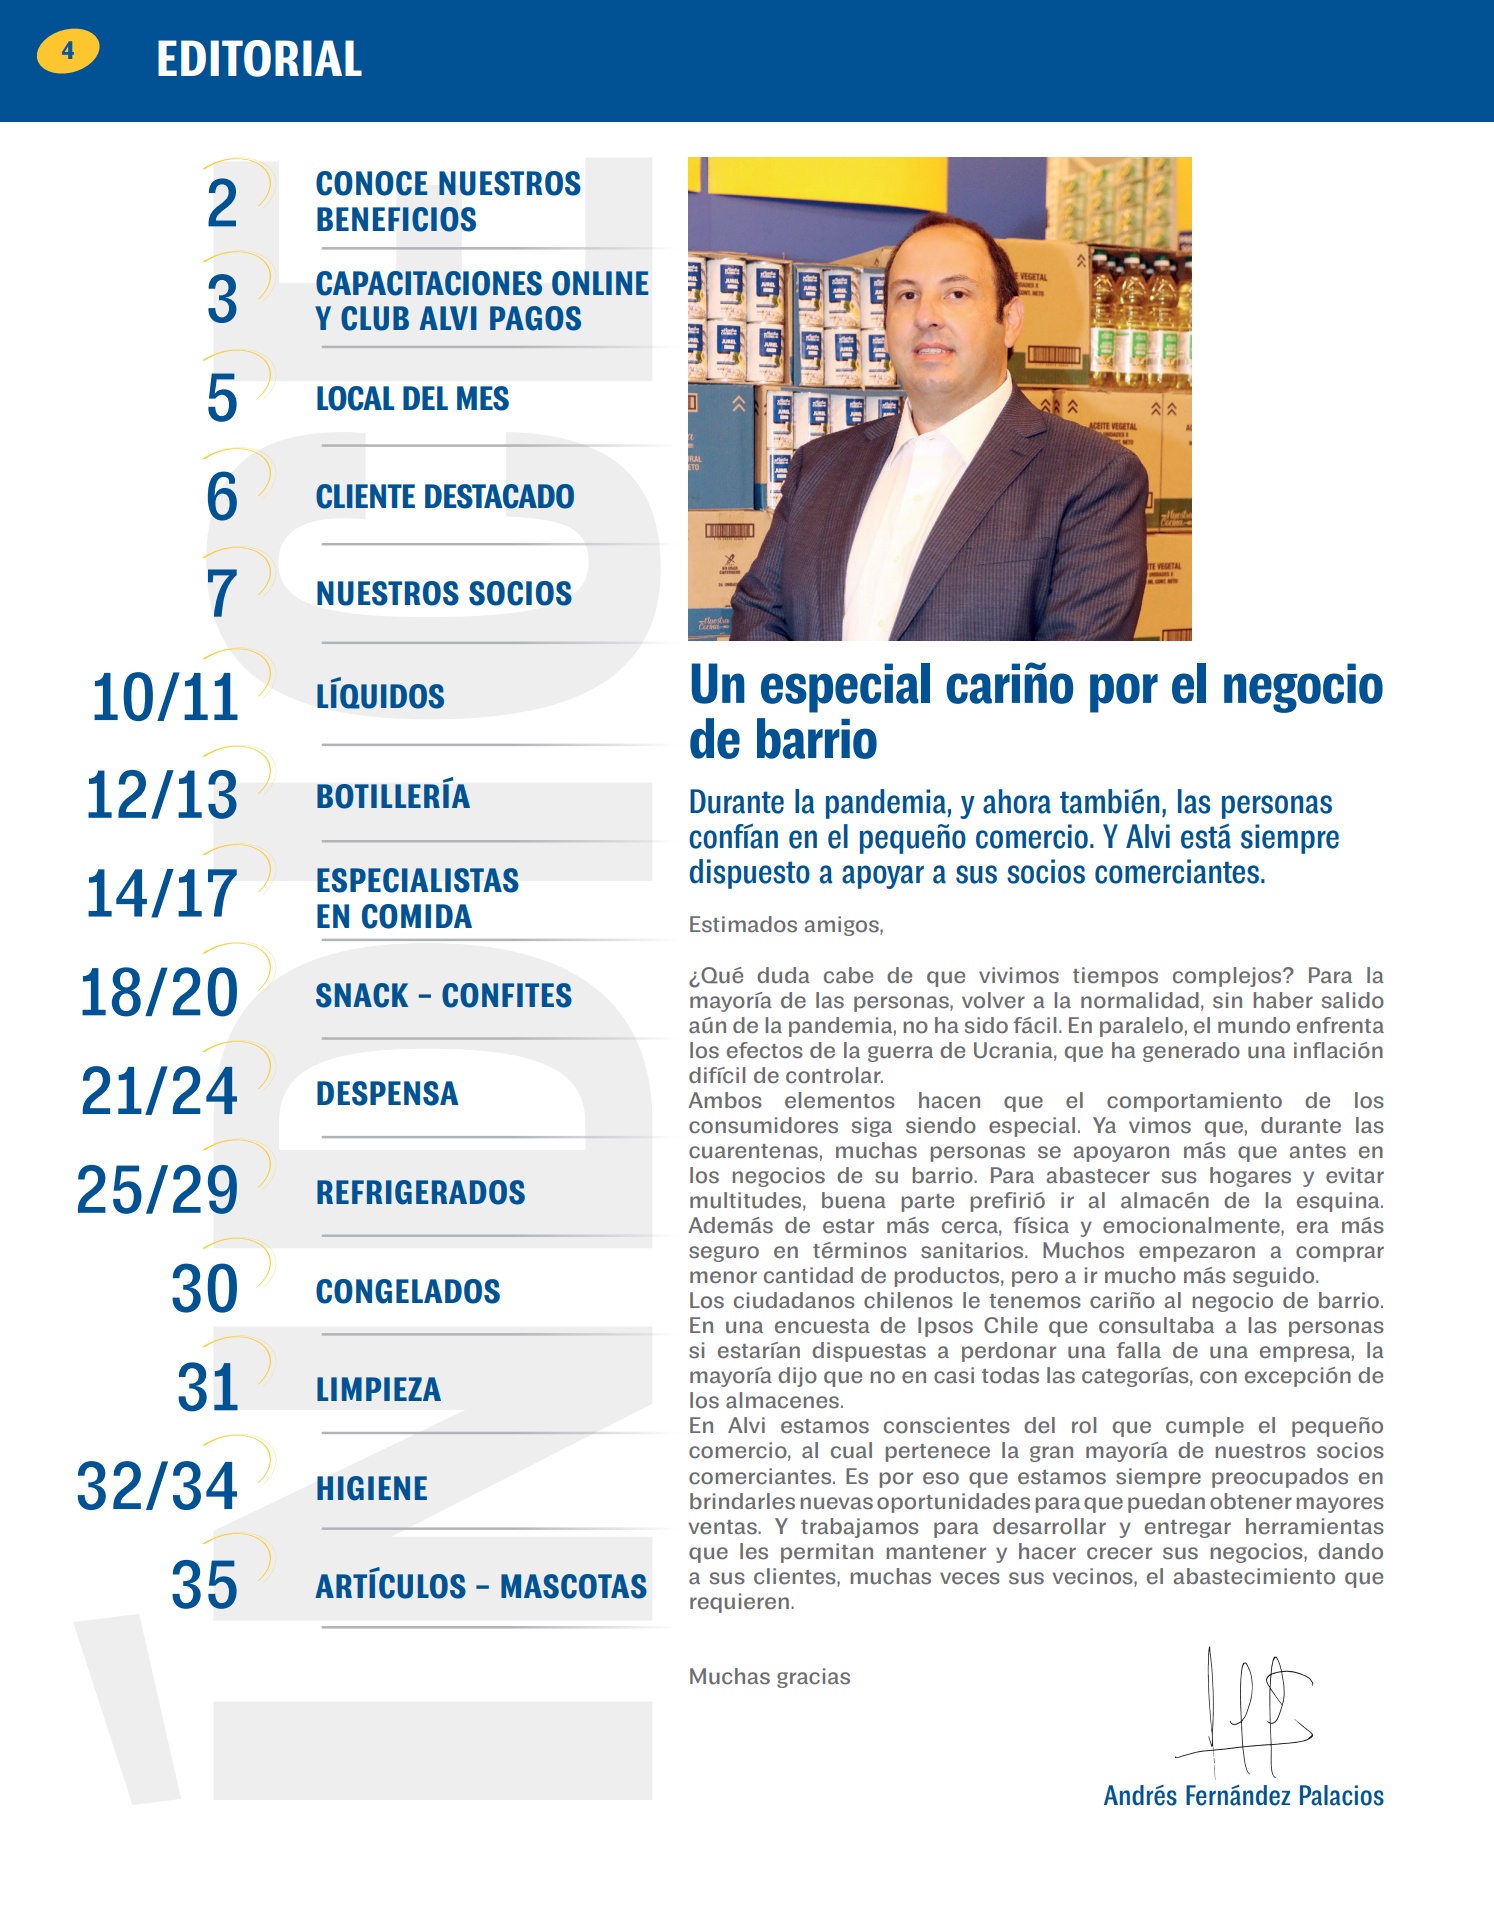 4
EDITORIAL
ÍNDICE
2
CONOCE NUESTROS
BENEFICIOS
3
CAPACITACIONES ONLINE
Y CLUB ALVI PAGOS
5
LOCAL DEL MES
6
CLIENTE DESTACADO
7
NUESTROS SOCIOS
10/11
LÍQUIDOS
12/13
BOTILLERÍA
14/17
ESPECIALISTAS
EN COMIDA
18/20
SNACK – CONFITES
21/24
DESPENSA
25/29
REFRIGERADOS
30
CONGELADOS
31
LIMPIEZA
32/34
HIGIENE
35
ARTÍCULOS – MASCOTAS
JUREL
ACEITE VEGETAL
Un especial cariño por el negocio
de barrio
Durante la pandemia, y ahora también, las personas
confían en el pequeño comercio. Y Alvi está siempre
dispuesto a apoyar a sus socios comerciantes.
Estimados amigos,
¿Qué duda cabe de que vivimos tiempos complejos? Para la
mayoría de las personas, volver a la normalidad, sin haber salido
aún de la pandemia, no ha sido fácil. En paralelo, el mundo enfrenta
los efectos de la guerra de Ucrania, que ha generado una inflación
difícil de controlar.
Ambos elementos hacen que el comportamiento de los
consumidores siga siendo especial. Ya vimos que, durante las
cuarentenas, muchas personas se apoyaron más que antes en
los negocios de su barrio. Para abastecer sus hogares y evitar
multitudes, buena parte prefirió ir al almacén de la esquina.
Además de estar más cerca, física y emocionalmente, era más
seguro en términos sanitarios. Muchos empezaron a comprar
menor cantidad de productos, pero a ir mucho más seguido.
Los ciudadanos chilenos le tenemos cariño al negocio de barrio.
En una encuesta de Ipsos Chile que consultaba a las personas
si estarían dispuestas a perdonar una falla de una empresa, la
mayoría dijo que no en casi todas las categorías, con excepción de
los almacenes.
En Alvi estamos conscientes del rol que cumple el pequeño
comercio, al cual pertenece la gran mayoría de nuestros socios
comerciantes. Es por eso que estamos siempre preocupados en
brindarles nuevas oportunidades para que puedan obtener mayores
ventas. Y trabajamos para desarrollar y entregar herramientas
que les permitan mantener y hacer crecer sus negocios, dando
a sus clientes, muchas veces sus vecinos, el abastecimiento que
requieren.
Muchas gracias
Andrés Fernández Palacios